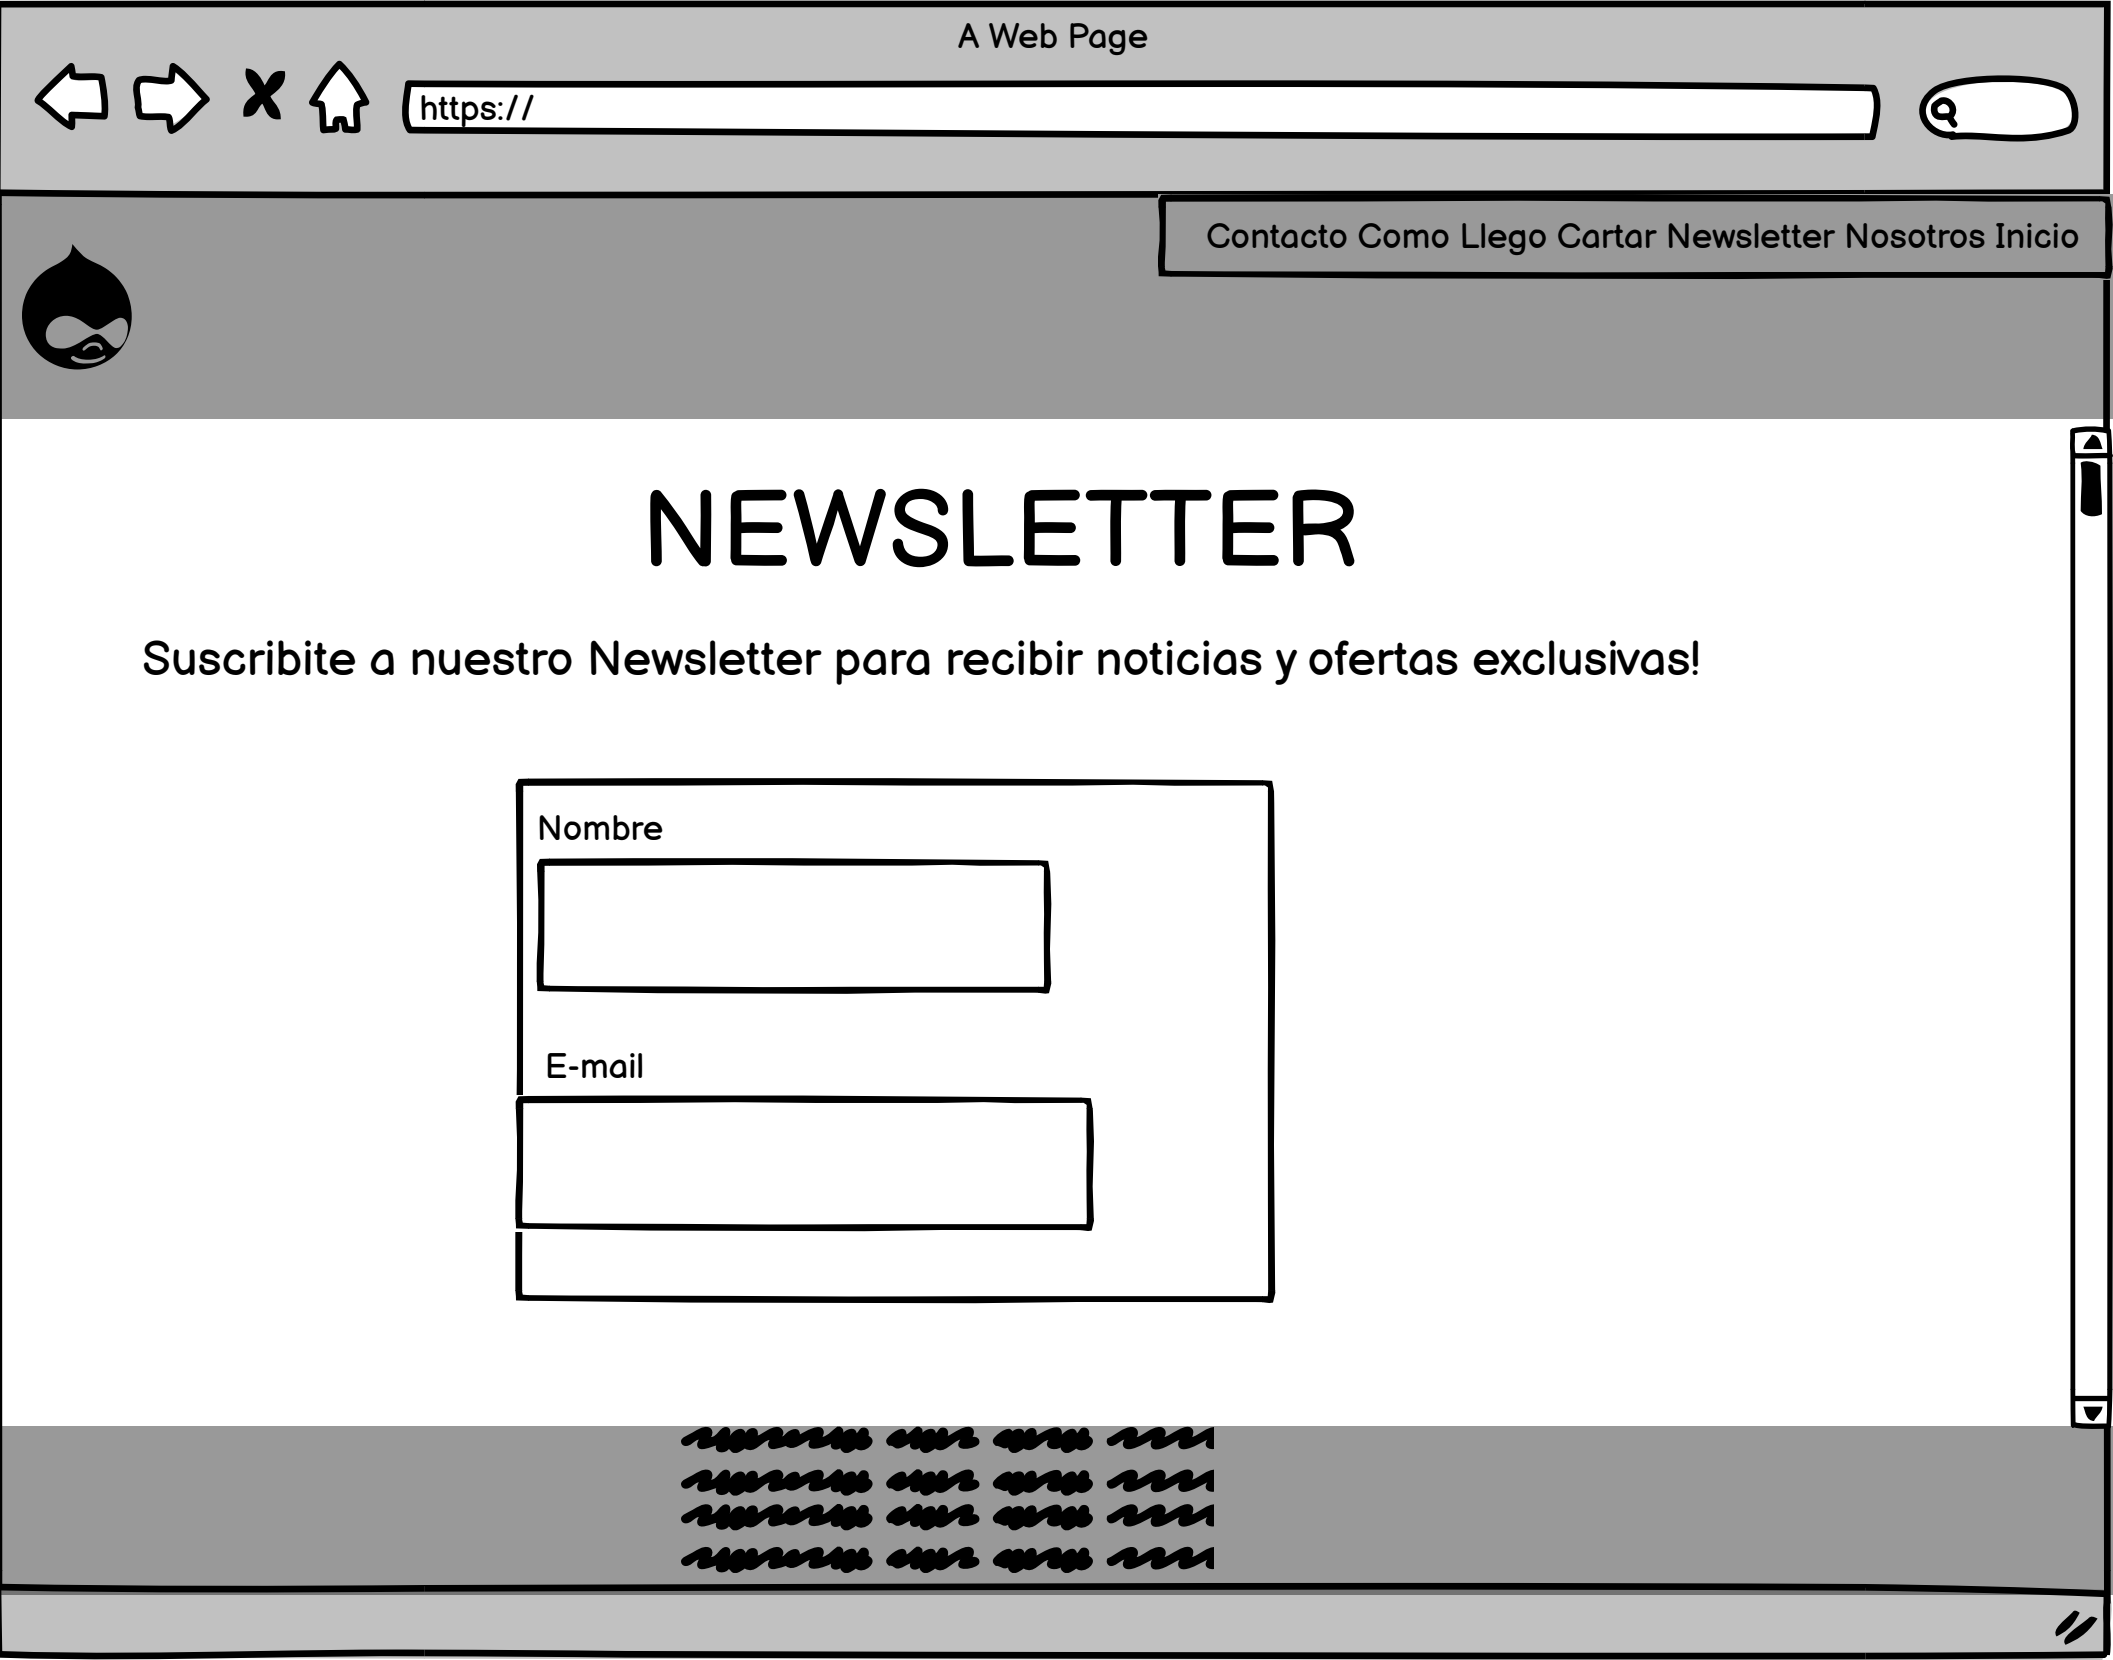 A Web Page
https://
Contacto Como Llego Cartar Newsletter Nosotros Inicio
NEWSLETTER
Suscribite a nuestro Newsletter para recibir noticias y ofertas exclusivas!
Nombre
E-mail